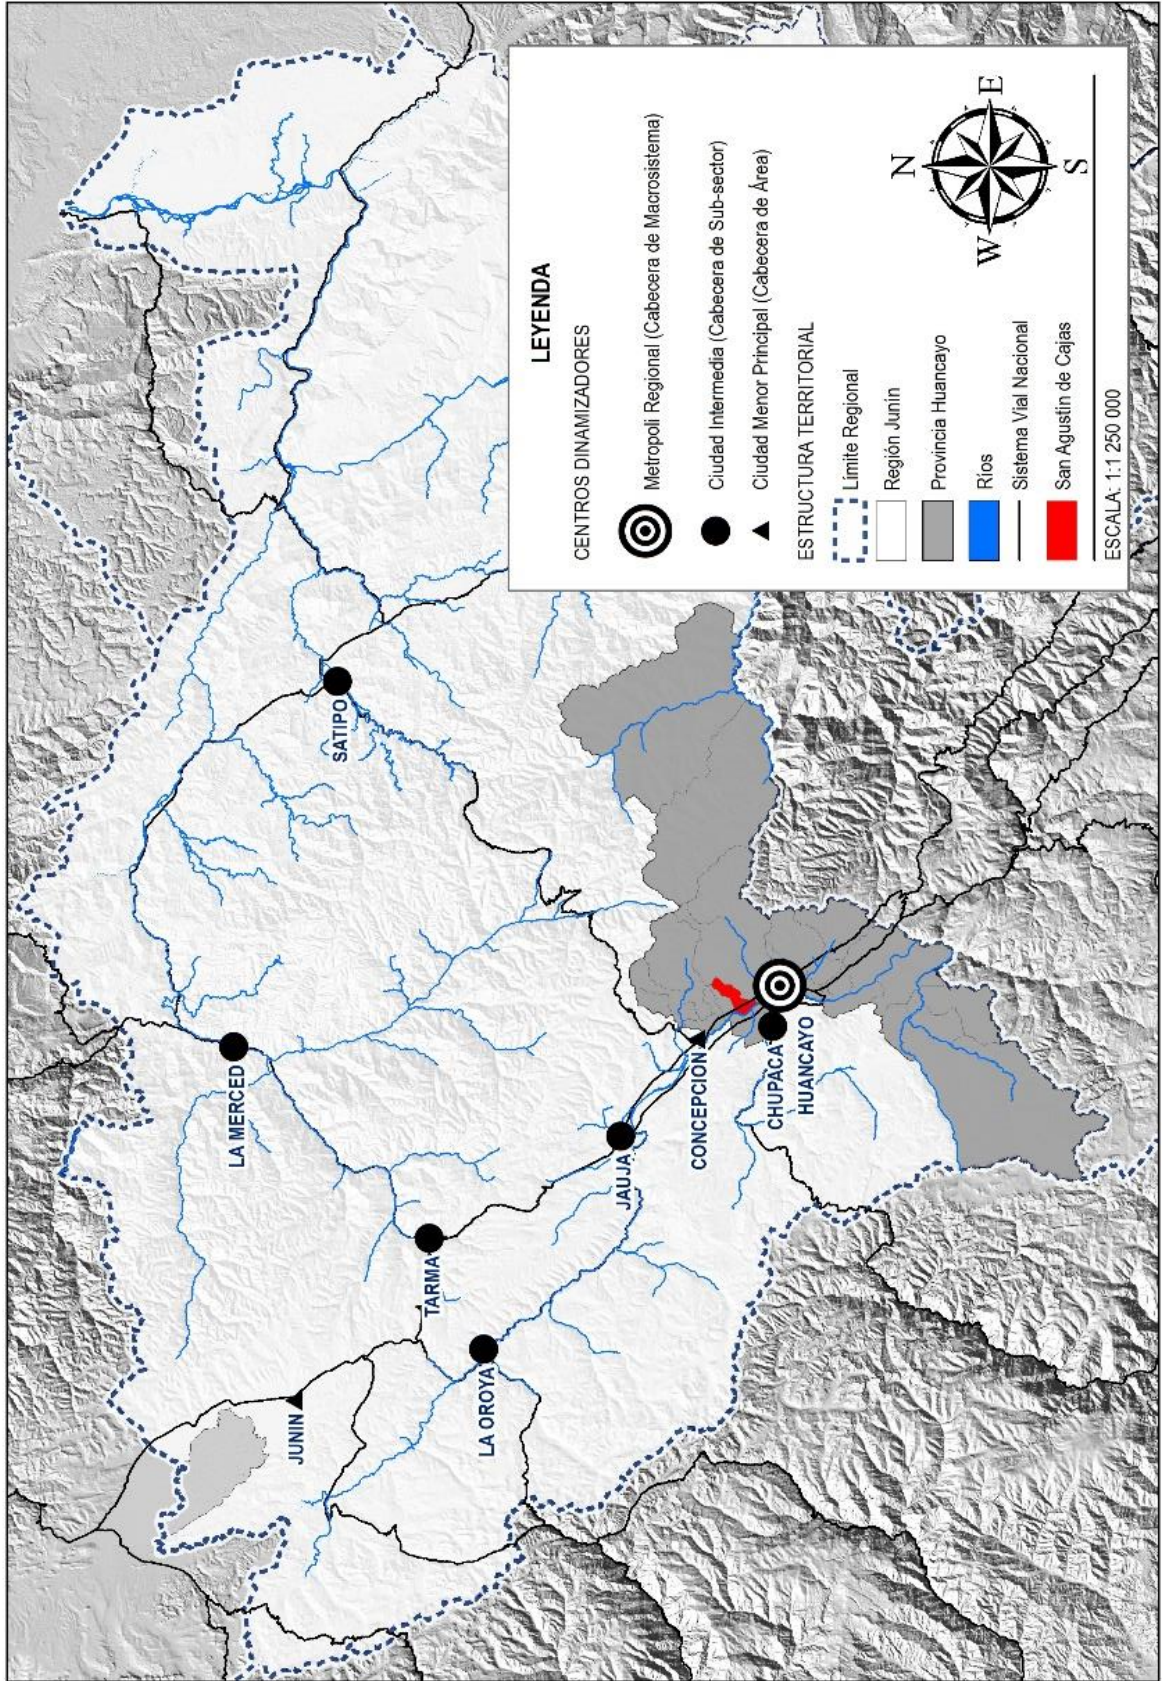 SATIPO
LA MERCED
TARMA
JUNIN
LA OROYA
JAUJA
CONCEPCION
CHUPACA
HUANCAYO
LEYENDA
CENTROS DINAMIZADORES
Metropoli Regional (Cabecera de Macrosistema)
Ciudad Intermedia (Cabecera de Sub-sector)
Ciudad Menor Principal (Cabecera de Área)
ESTRUCTURA TERRITORIAL
Limite Regional
Región Junín
Provincia Huancayo
Ríos
Sistema Vial Nacional
San Agustin de Cajas
ESCALA: 1:1 250 000
N
W
E
S